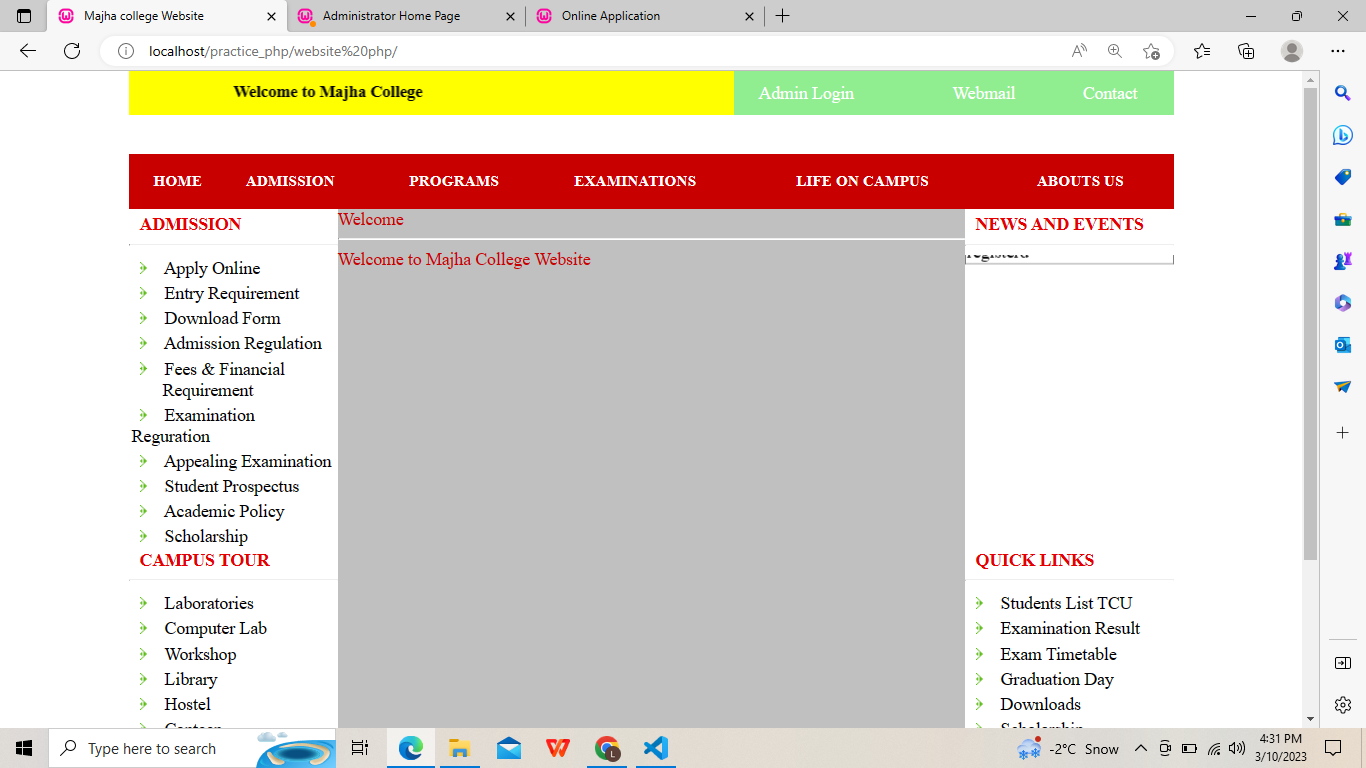 Majha college Website
Administrator Home Page
Online Application
localhost/practice_php/website%20php/
Welcome to Majha College
Admin Login
Webmail
Contact
HOME
ADMISSION
PROGRAMS
EXAMINATIONS
LIFE ON CAMPUS
ABOUTS US
ADMISSION
Apply Online
Entry Requirement
Download Form
Admission Regulation
Fees & Financial
Requirement
Examination
Reguration
Appealing Examination
Student Prospectus
Academic Policy
Scholarship
CAMPUS TOUR
Laboratories
Computer Lab
Workshop
Library
Hostel
Canteen
Welcome
Welcome to Majha College Website
NEWS AND EVENTS
registerd
QUICK LINKS
Students List TCU
Examination Result
Exam Timetable
Graduation Day
Downloads
Scholarship
Type here to search
-2°C Snow
4:31 PM
3/10/2023